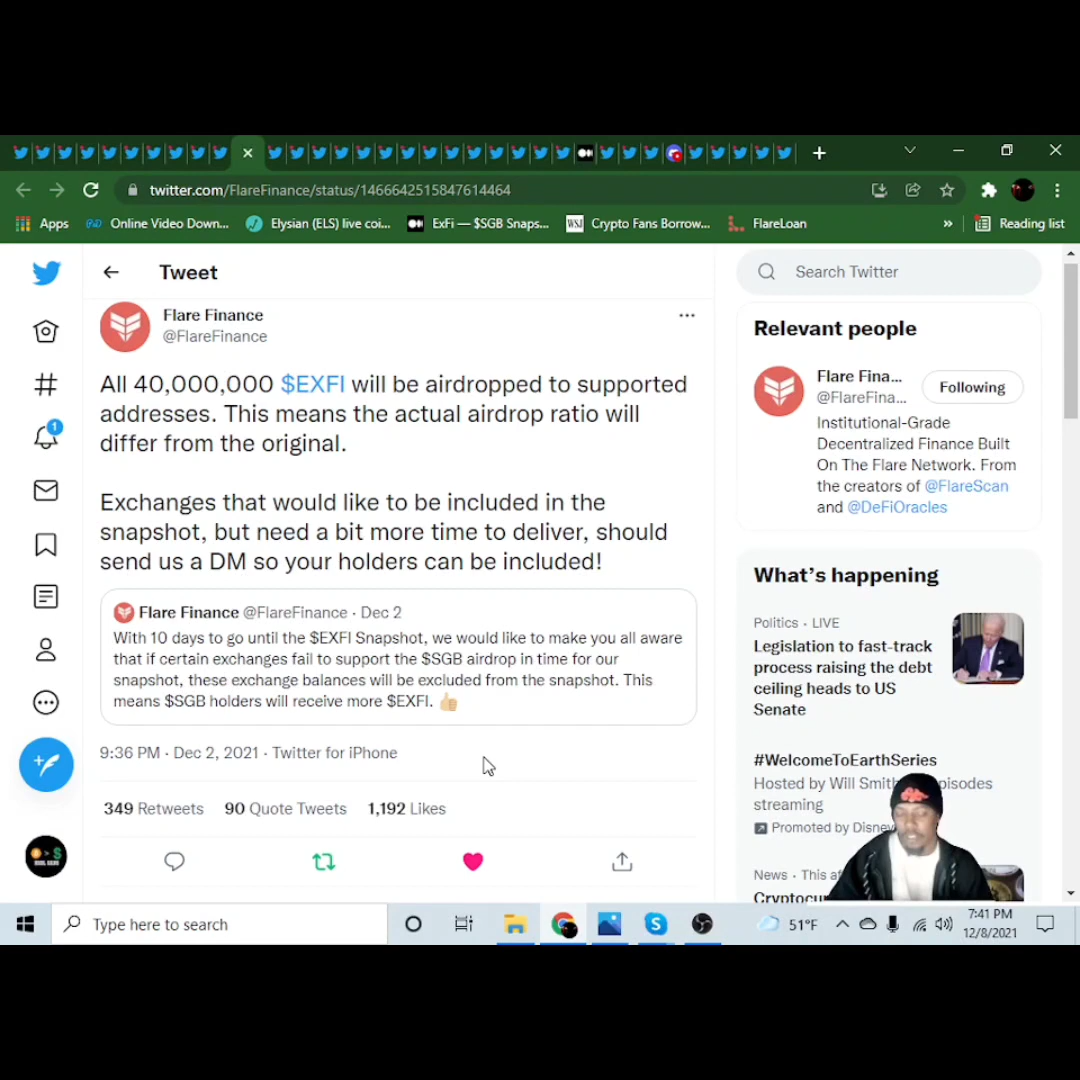 twitter.com/FlareFinance/status/1466642515847614464
Apps
Online Video Down...
Elysian (ELS) live coi...
ExFi — $SGB Snaps...
WSJ
Crypto Fans Borrow...
FlareLoan
»
Reading list
Tweet
Search Twitter
Flare Finance
@FlareFinance
All 40,000,000 $EXFI will be airdropped to supported
addresses. This means the actual airdrop ratio will
differ from the original.
Exchanges that would like to be included in the
snapshot, but need a bit more time to deliver, should
send us a DM so your holders can be included!
Flare Finance @FlareFinance · Dec 2
With 10 days to go until the $EXFI Snapshot, we would like to make you all aware
that if certain exchanges fail to support the $SGB airdrop in time for our
snapshot, these exchange balances will be excluded from the snapshot. This
means $SGB holders will receive more $EXFI. 👍🏼
9:36 PM · Dec 2, 2021 · Twitter for iPhone
349 Retweets 90 Quote Tweets 1,192 Likes
1
Relevant people
Flare Fina...
@FlareFina...
Following
Institutional-Grade
Decentralized Finance Built
On The Flare Network. From
the creators of @FlareScan
and @DeFiOracles
What's happening
Politics · LIVE
Legislation to fast-track
process raising the debt
ceiling heads to US
Senate
#WelcomeToEarthSeries
Hosted by Will Smith
streaming
Promoted by Disney
News · This a
Type here to search
51°F
7:41 PM
12/8/2021